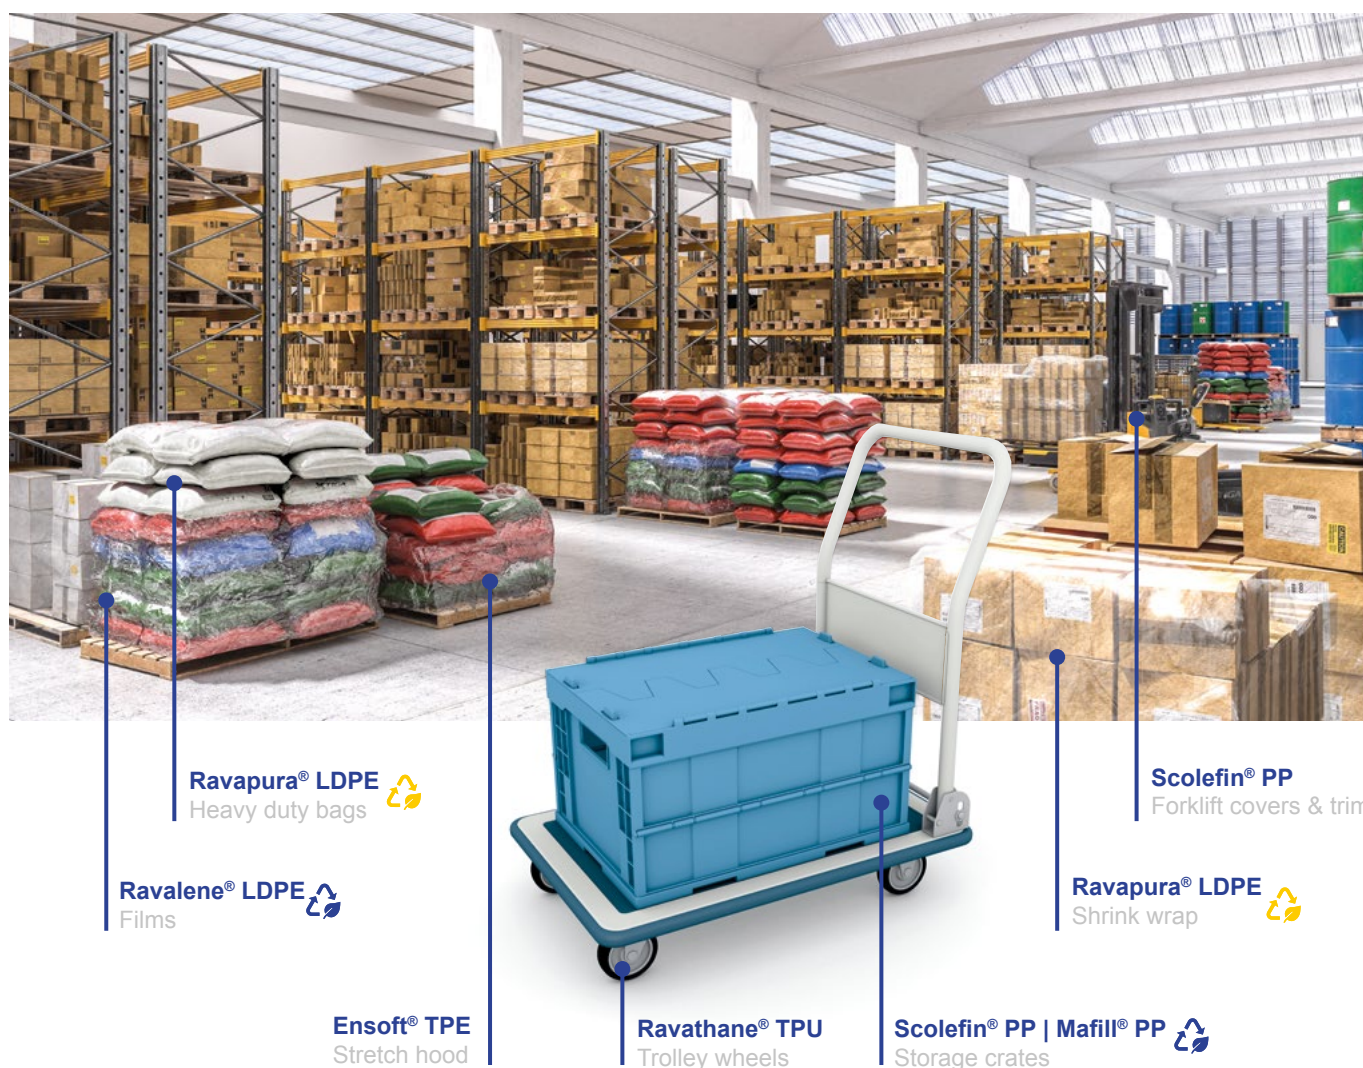 Ravapura® LDPE
Heavy duty bags
Scolefin® PP
Forklift covers & trim
Ravalene® LDPE
Films
Ravapura® LDPE
Shrink wrap
Ensoft® TPE
Stretch hood
Ravathane® TPU
Trolley wheels
Scolefin® PP | Mafill® PP
Storage crates